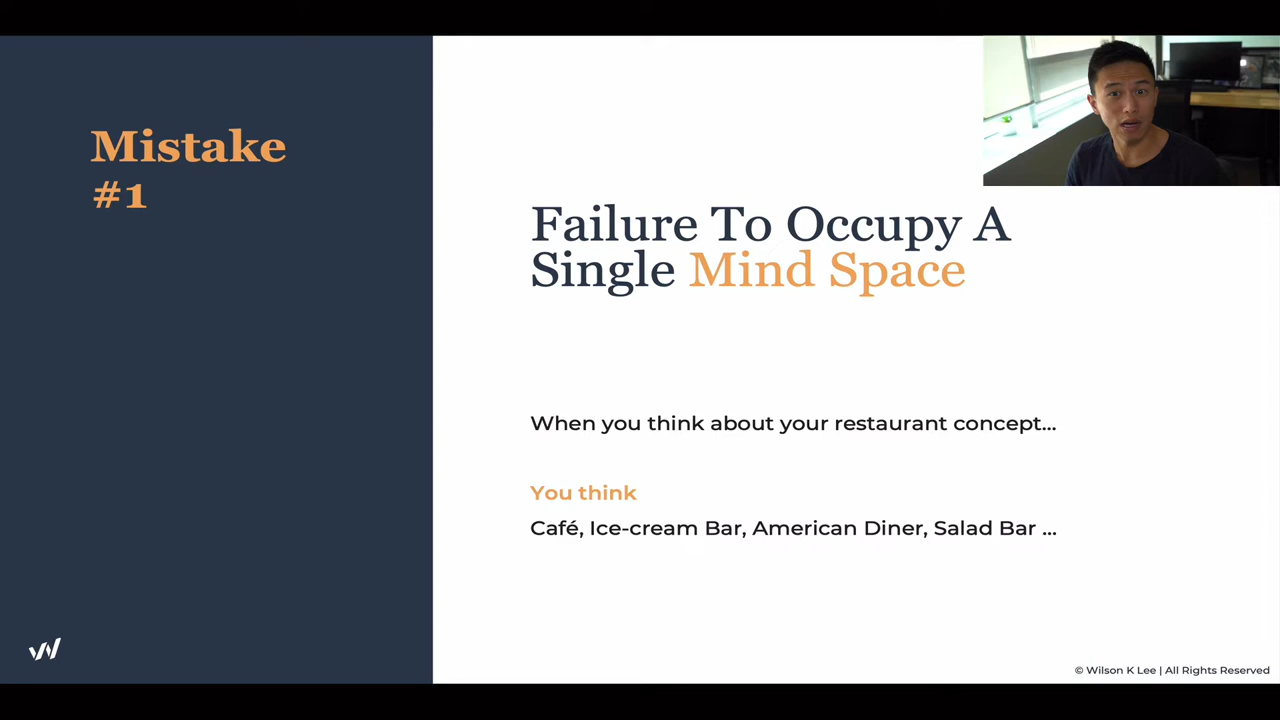 Mistake
#1
Failure To Occupy A
Single Mind Space
When you think about your restaurant concept...
You think
Café, Ice-cream Bar, American Diner, Salad Bar ...
© Wilson K Lee | All Rights Reserved